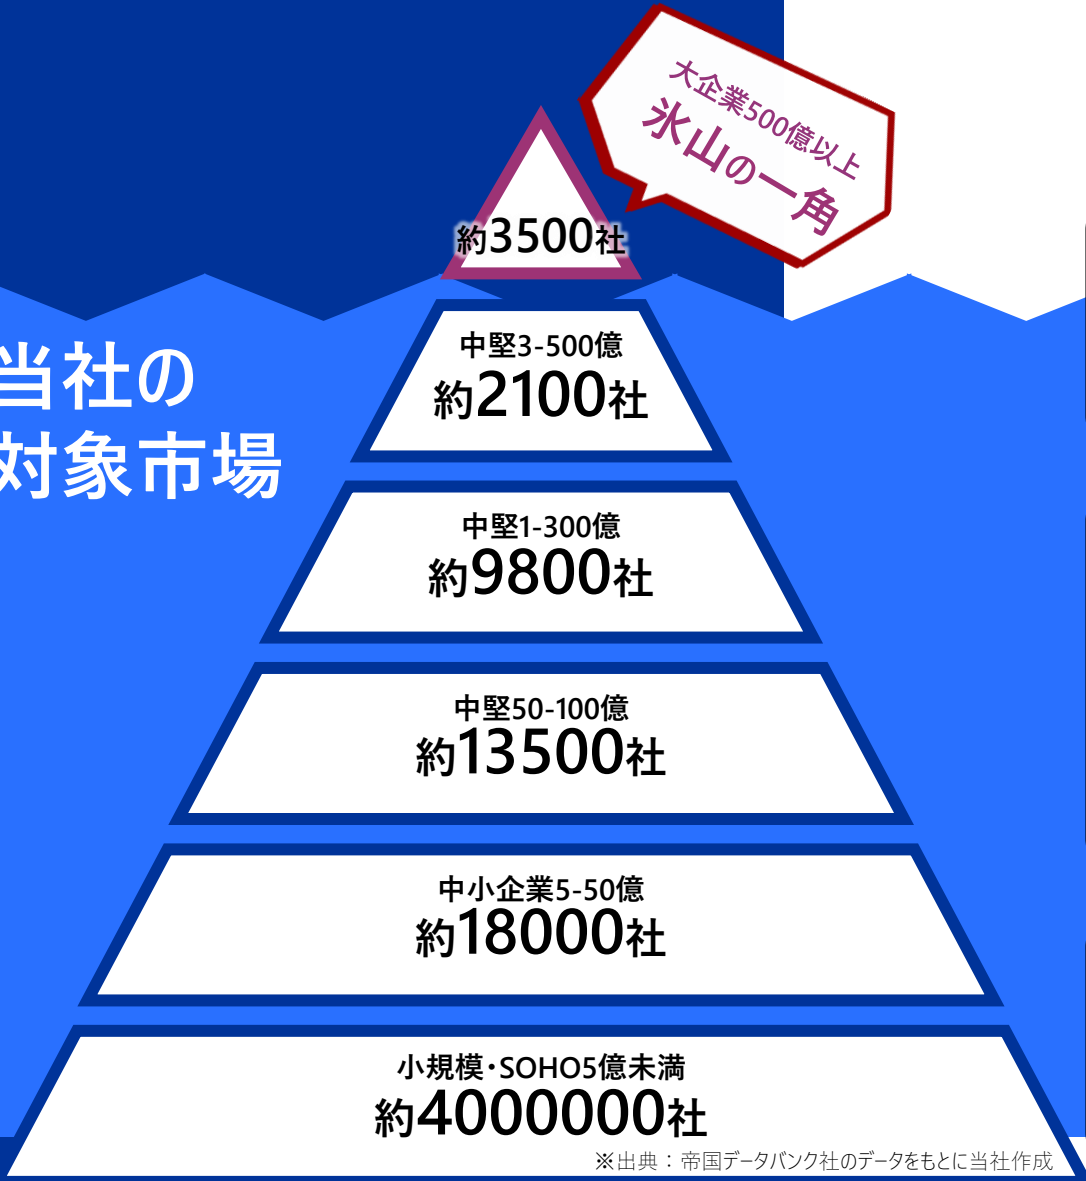 大企業500億以上
氷山の一角
約3500社
当社の
対象市場
中堅3-500億
約2100社
中堅1-300億
約9800社
中堅50-100億
約13500社
中小企業5-50億
約18000社
小規模・SOHO5億未満
約4000000社
※出典：帝国データバンク社のデータをもとに当社作成